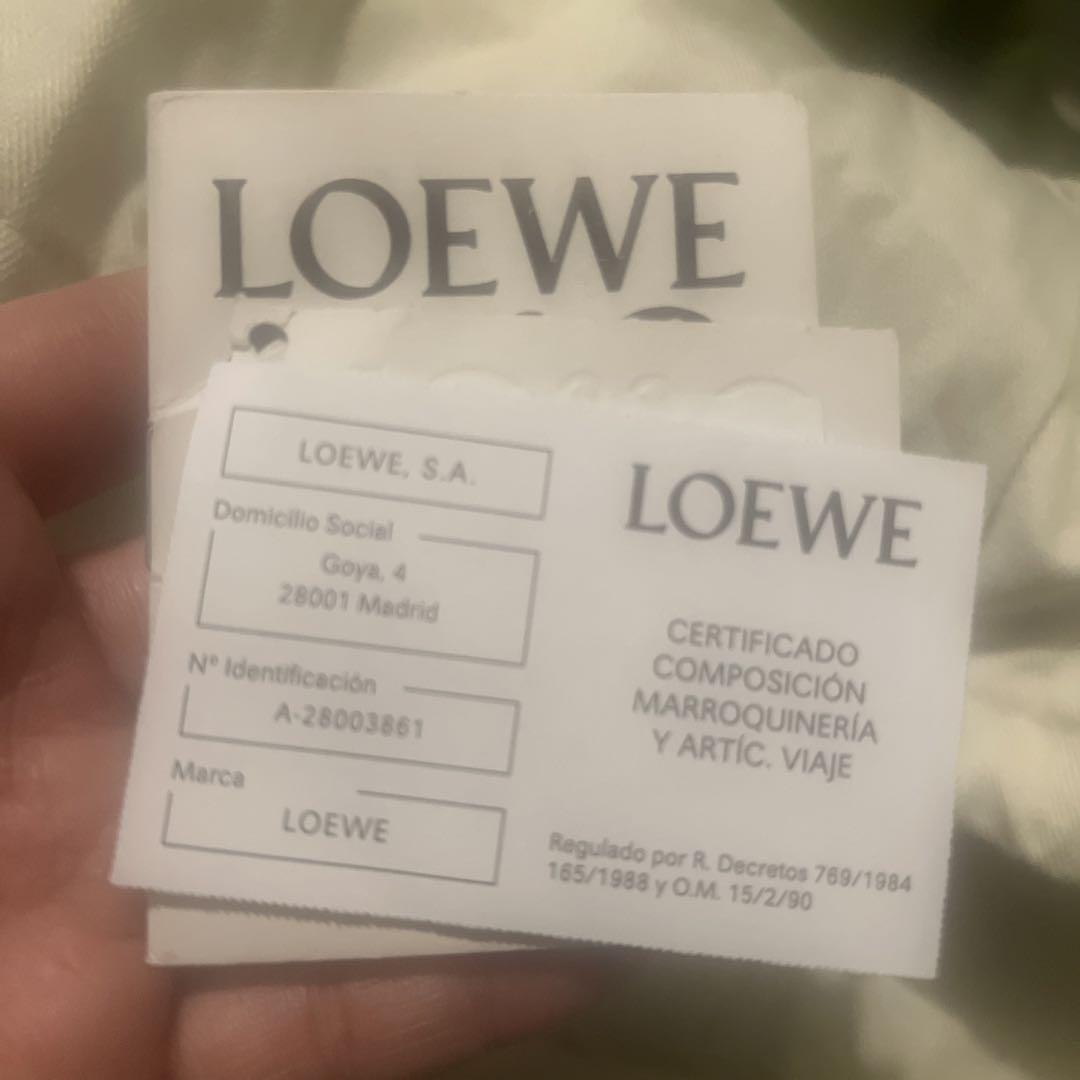 LOEWE
LOEWE, S.A.
Domicilio Social
Goya, 4
28001 Madrid
Nº Identificación
A-28003861
Marca
LOEWE
LOEWE
CERTIFICADO
COMPOSICIÓN
MARROQUINERÍA
Y ARTÍC. VIAJE
Regulado por R. Decretos 769/1984
165/1988 y O.M. 15/2/90